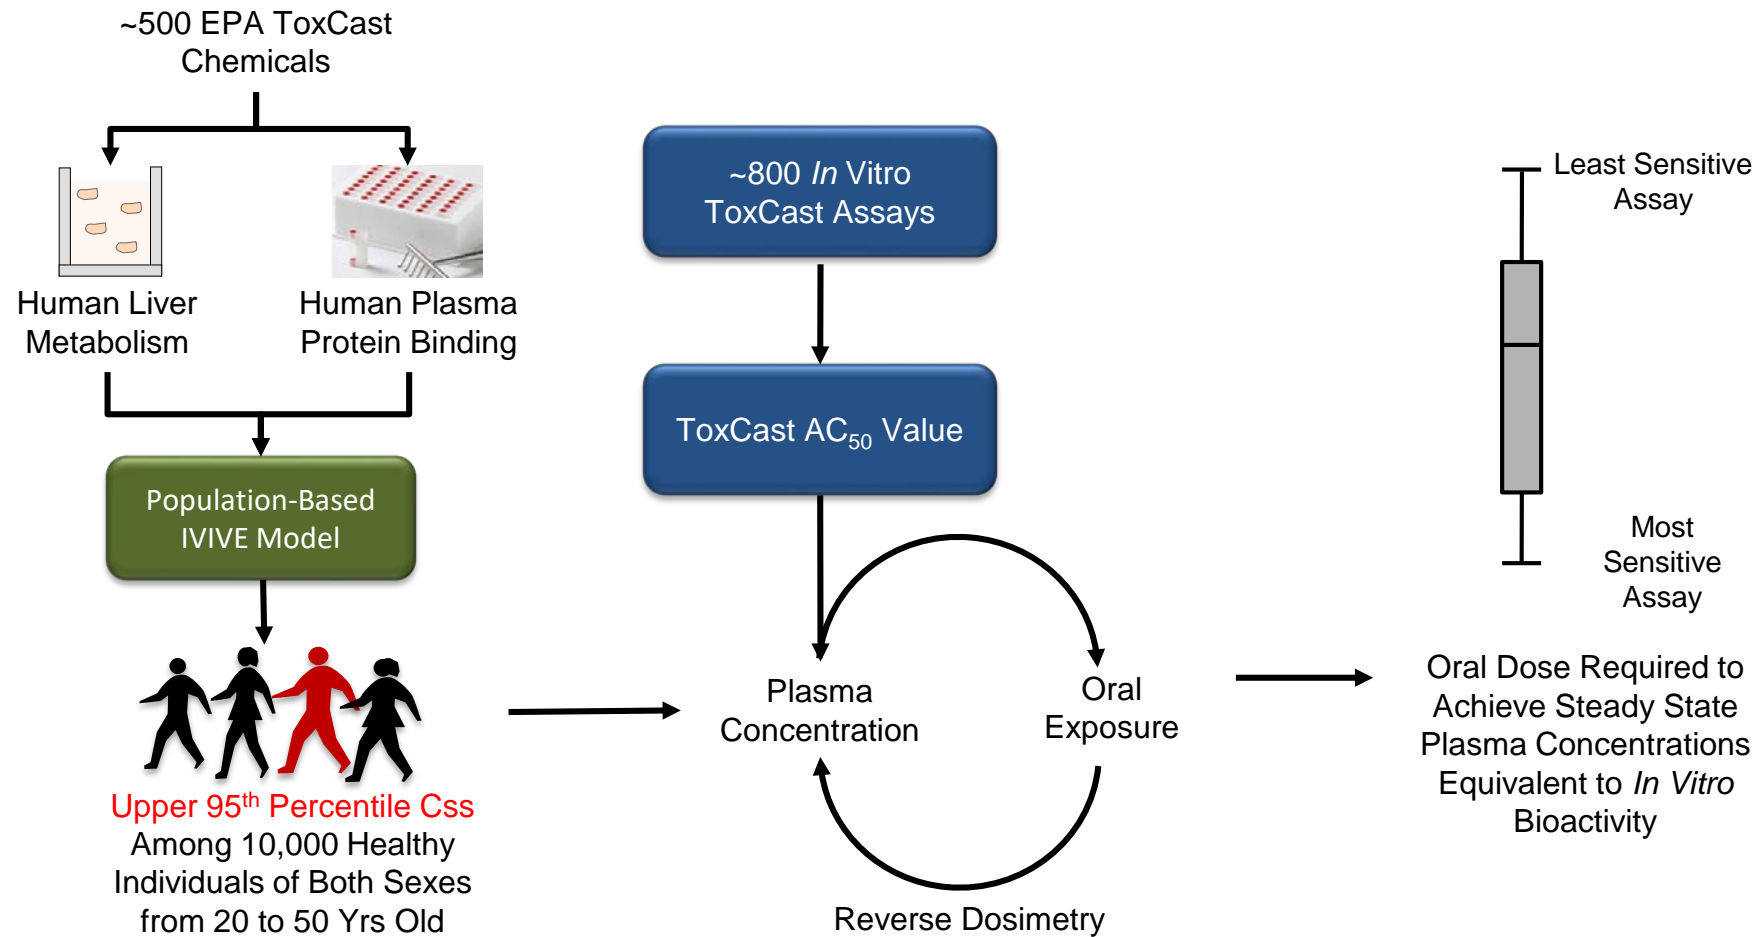 ~500 EPA ToxCast
Chemicals
Human Liver
Metabolism
Human Plasma
Protein Binding
Population-Based
IVIVE Model
Upper 95th Percentile Css
Among 10,000 Healthy
Individuals of Both Sexes
from 20 to 50 Yrs Old
~800 In Vitro
ToxCast Assays
ToxCast AC50 Value
Plasma
Concentration
Oral
Exposure
Reverse Dosimetry
Least Sensitive
Assay
Most
Sensitive
Assay
Oral Dose Required to
Achieve Steady State
Plasma Concentrations
Equivalent to In Vitro
Bioactivity